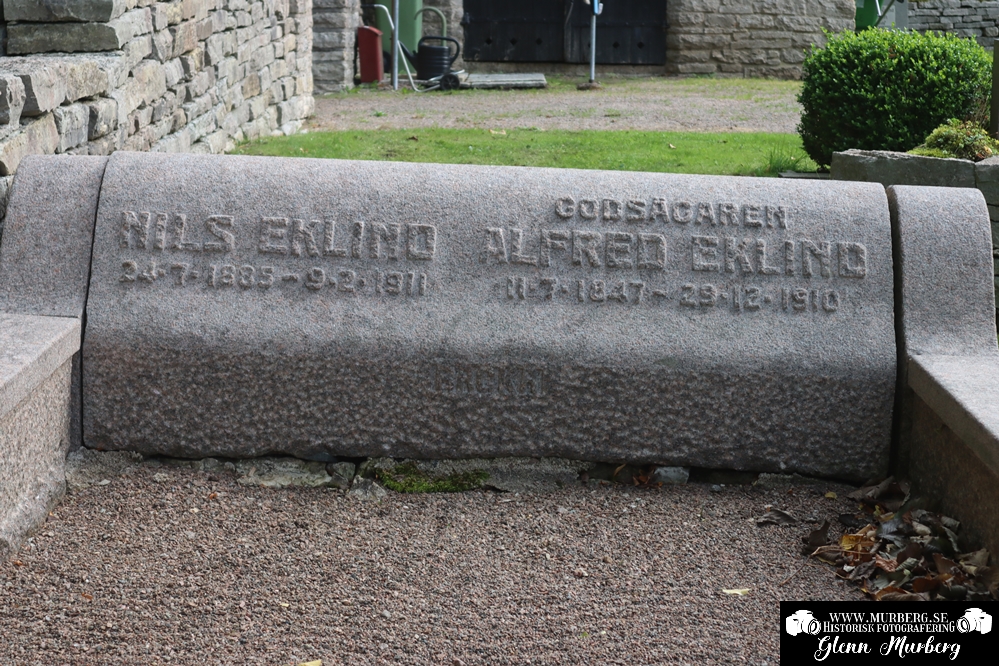 NILS EKLIND
24·7·1885 – 9·2·1911
GODSÄGAREN
ALFRED EKLIND
11·7·1847 – 29·12·1910
WWW.MURBERG.SE
HISTORISK FOTOGRAFERING
Glenn Murberg